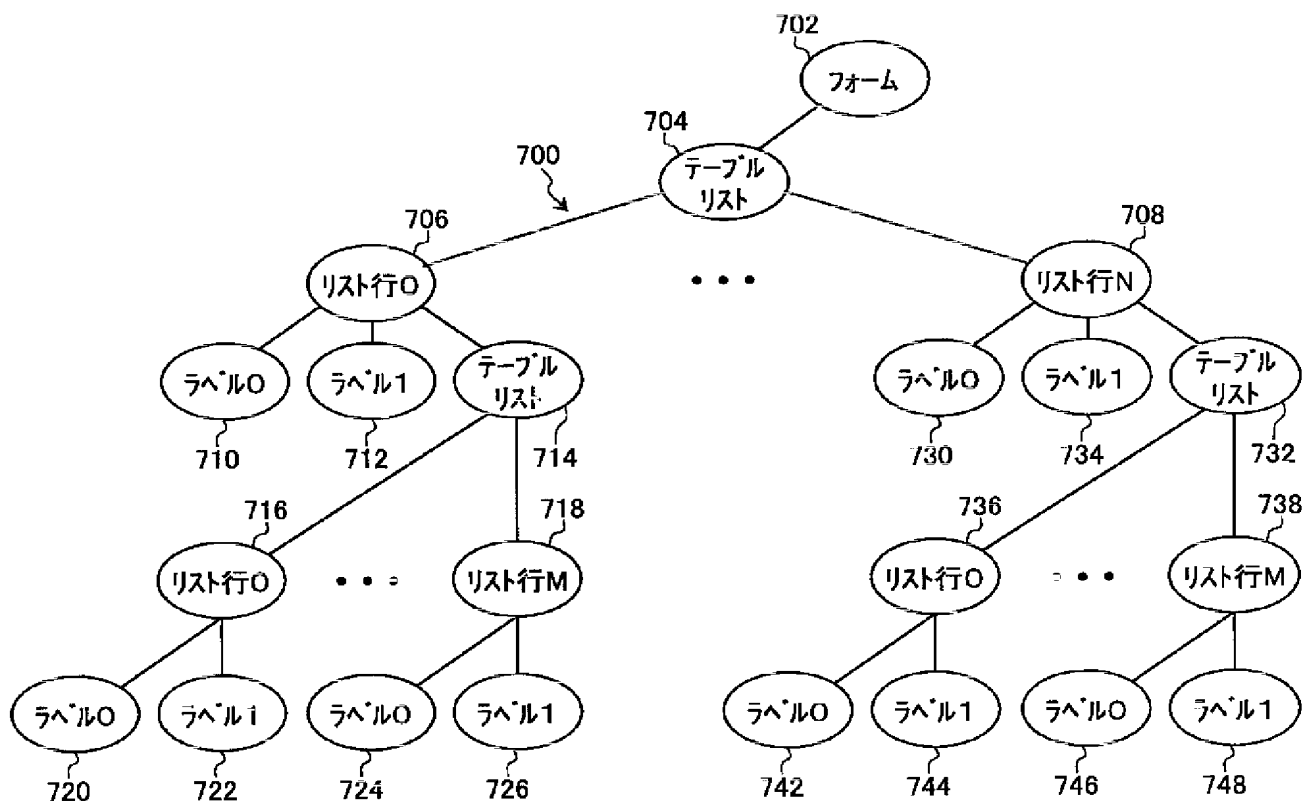 702
フォーム
704
テーブル
リスト
700
706
リスト行0
708
リスト行N
ラベル0
ラベル1
テーブル
リスト
ラベル0
ラベル1
テーブル
リスト
710
712
714
730
734
732
716
718
736
738
リスト行0
リスト行M
リスト行0
リスト行M
ラベル0
ラベル1
ラベル0
ラベル1
ラベル0
ラベル1
ラベル0
ラベル1
720
722
724
726
742
744
746
748